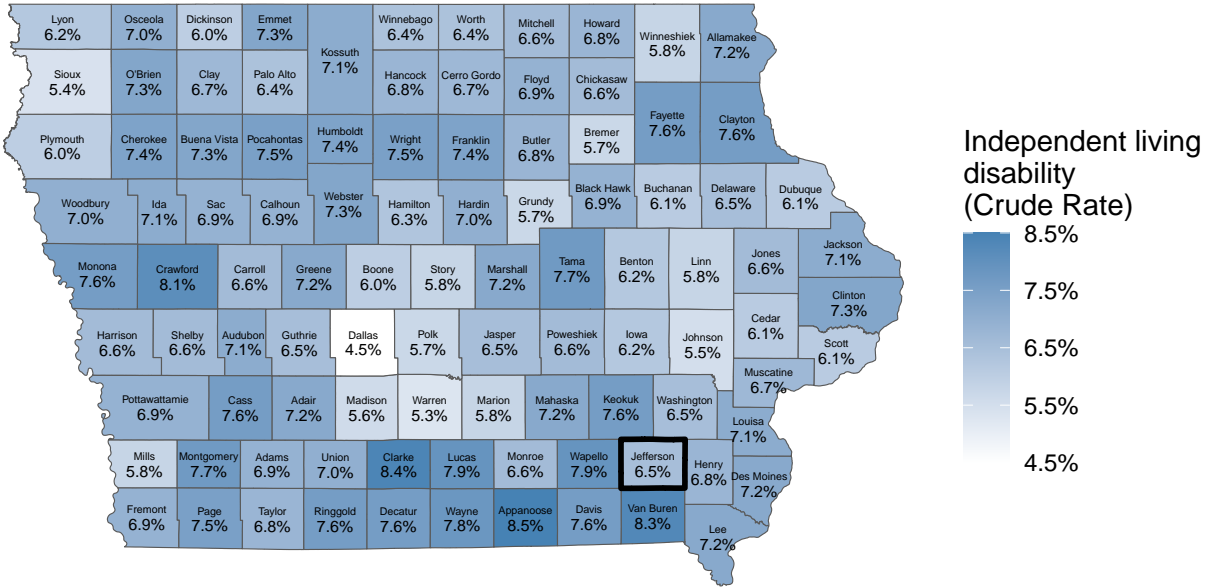 Lyon
6.2%
Osceola
7.0%
Dickinson
6.0%
Emmet
7.3%
Kossuth
7.1%
Winnebago
6.4%
Worth
6.4%
Mitchell
6.6%
Howard
6.8%
Winneshiek
5.8%
Allamakee
7.2%
Sioux
5.4%
O'Brien
7.3%
Clay
6.7%
Palo Alto
6.4%
Hancock
6.8%
Cerro Gordo
6.7%
Floyd
6.9%
Chickasaw
6.6%
Fayette
7.6%
Clayton
7.6%
Plymouth
6.0%
Cherokee
7.4%
Buena Vista
7.3%
Pocahontas
7.5%
Humboldt
7.4%
Wright
7.5%
Franklin
7.4%
Butler
6.8%
Bremer
5.7%
Woodbury
7.0%
Ida
7.1%
Sac
6.9%
Calhoun
6.9%
Webster
7.3%
Hamilton
6.3%
Hardin
7.0%
Grundy
5.7%
Black Hawk
6.9%
Buchanan
6.1%
Delaware
6.5%
Dubuque
6.1%
Monona
7.6%
Crawford
8.1%
Carroll
6.6%
Greene
7.2%
Boone
6.0%
Story
5.8%
Marshall
7.2%
Tama
7.7%
Benton
6.2%
Linn
5.8%
Jones
6.6%
Jackson
7.1%
Clinton
7.3%
Harrison
6.6%
Shelby
6.6%
Audubon
7.1%
Guthrie
6.5%
Dallas
4.5%
Polk
5.7%
Jasper
6.5%
Poweshiek
6.6%
Iowa
6.2%
Johnson
5.5%
Cedar
6.1%
Scott
6.1%
Muscatine
6.7%
Pottawattamie
6.9%
Cass
7.6%
Adair
7.2%
Madison
5.6%
Warren
5.3%
Marion
5.8%
Mahaska
7.2%
Keokuk
7.6%
Washington
6.5%
Louisa
7.1%
Mills
5.8%
Montgomery
7.7%
Adams
6.9%
Union
7.0%
Clarke
8.4%
Lucas
7.9%
Monroe
6.6%
Wapello
7.9%
Jefferson
6.5%
Henry
6.8%
Des Moines
7.2%
Fremont
6.9%
Page
7.5%
Taylor
6.8%
Ringgold
7.6%
Decatur
7.6%
Wayne
7.8%
Appanoose
8.5%
Davis
7.6%
Van Buren
8.3%
Lee
7.2%
Independent living
disability
(Crude Rate)
8.5%
7.5%
6.5%
5.5%
4.5%